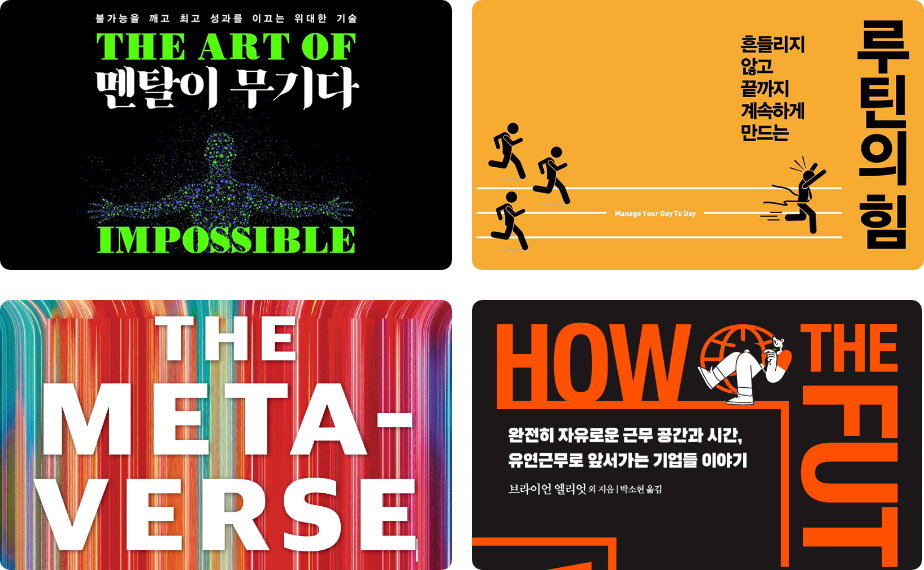 불가능을 깨고 최고 성과를 이끄는 위대한 기술
THE ART OF
멘탈이 무기다
IMPOSSIBLE
흔들리지
않고
끝까지
계속하게
만드는
루틴의 힘
Manage Your Day To Day
THE
META-
VERSE
HOW
THE
FUT
완전히 자유로운 근무 공간과 시간,
유연근무로 앞서가는 기업들 이야기
브라이언 엘리엇 외 지음 | 박소현 옮김